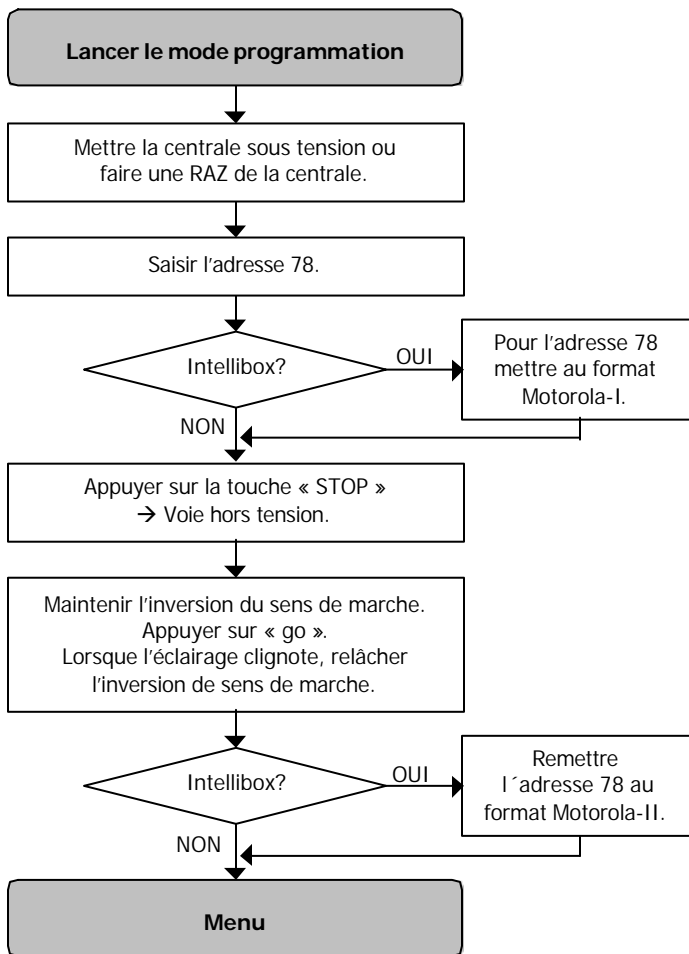 Lancer le mode programmation
Mettre la centrale sous tension ou
faire une RAZ de la centrale.
Saisir l'adresse 78.
Intellibox?
OUI
Pour l'adresse 78
mettre au format
Motorola-I.
NON
Appuyer sur la touche « STOP »
→ Voie hors tension.
Maintenir l'inversion du sens de marche.
Appuyer sur « go ».
Lorsque l'éclairage clignote, relâcher
l'inversion de sens de marche.
Intellibox?
OUI
Remettre
l´adresse 78 au
format Motorola-II.
NON
Menu